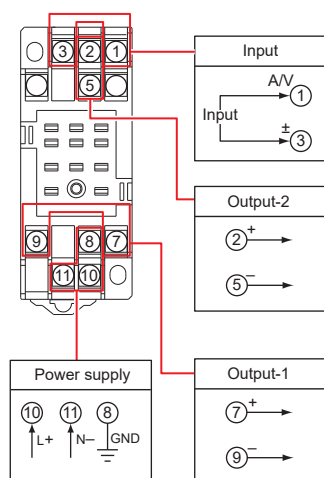 3 2 1
5
9 8 7
11 10
Input
A/V
1
Input
±
3
Output-2
2 +
5 −
Power supply
10 11 8
L+ N− GND
Output-1
7 +
9 −